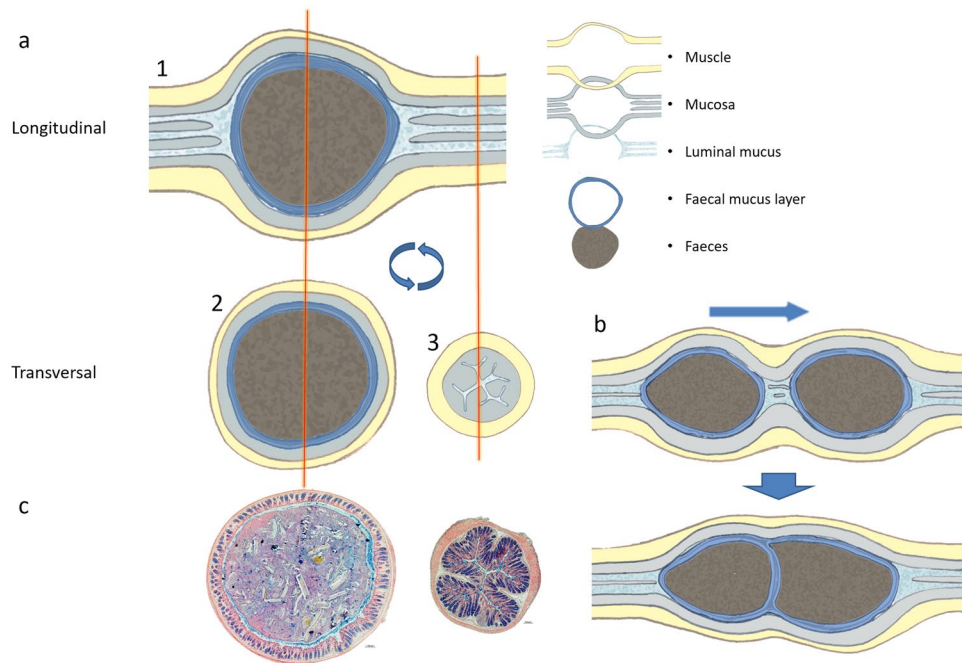 a
1
Longitudinal
• Muscle
• Mucosa
• Luminal mucus
• Faecal mucus layer
• Faeces
2
3
Transversal
b
c